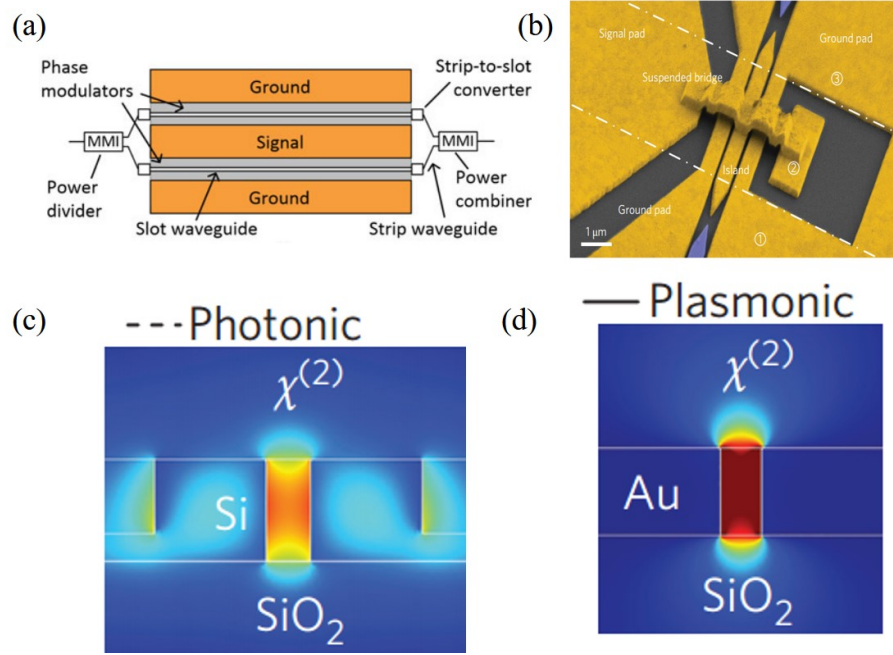 (a)
Phase
modulators
Strip-to-slot
converter
Ground
MMI
Signal
MMI
Power
divider
Ground
Power
combiner
Slot waveguide
Strip waveguide
(b)
Signal pad
Ground pad
Suspended bridge
③
②
Island
Ground pad
①
1 μm
(c)
--- Photonic
χ(2)
Si
SiO2
(d)
— Plasmonic
χ(2)
Au
SiO2